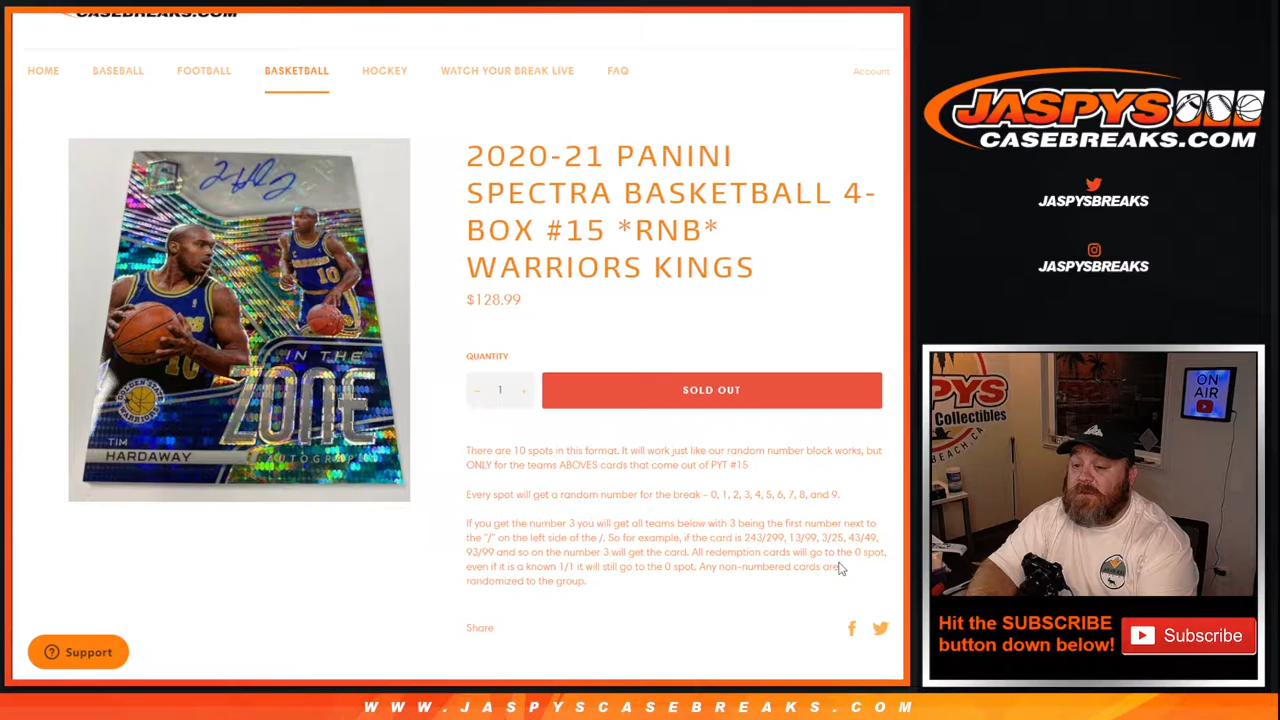 CASEBREAKS.COM
HOME BASEBALL FOOTBALL BASKETBALL HOCKEY WATCH YOUR BREAK LIVE FAQ
Account
IN THE
ZONE
AUTOGRAPHS
10
10
GOLDEN STATE
WARRIORS
TIM
HARDAWAY
2020-21 PANINI
SPECTRA BASKETBALL 4-
BOX #15 *RNB*
WARRIORS KINGS
$128.99
QUANTITY
− 1 +
SOLD OUT
There are 10 spots in this format. It will work just like our random number block works, but
ONLY for the teams ABOVES cards that come out of PYT #15
Every spot will get a random number for the break - 0, 1, 2, 3, 4, 5, 6, 7, 8, and 9.
If you get the number 3 you will get all teams below with 3 being the first number next to
the "/" on the left side of the /. So for example, if the card is 243/299, 13/99, 3/25, 43/49,
93/99 and so on the number 3 will get the card. All redemption cards will go to the 0 spot,
even if it is a known 1/1 it will still go to the 0 spot. Any non-numbered cards are
randomized to the group.
Share
Support
JASPYS
CASEBREAKS.COM
JASPYSBREAKS
JASPYSBREAKS
PYS
Collectibles
BEACH, CA
ON
AIR
Hit the SUBSCRIBE
button down below!
Subscribe
WWW.JASPYSCASEBREAKS.COM